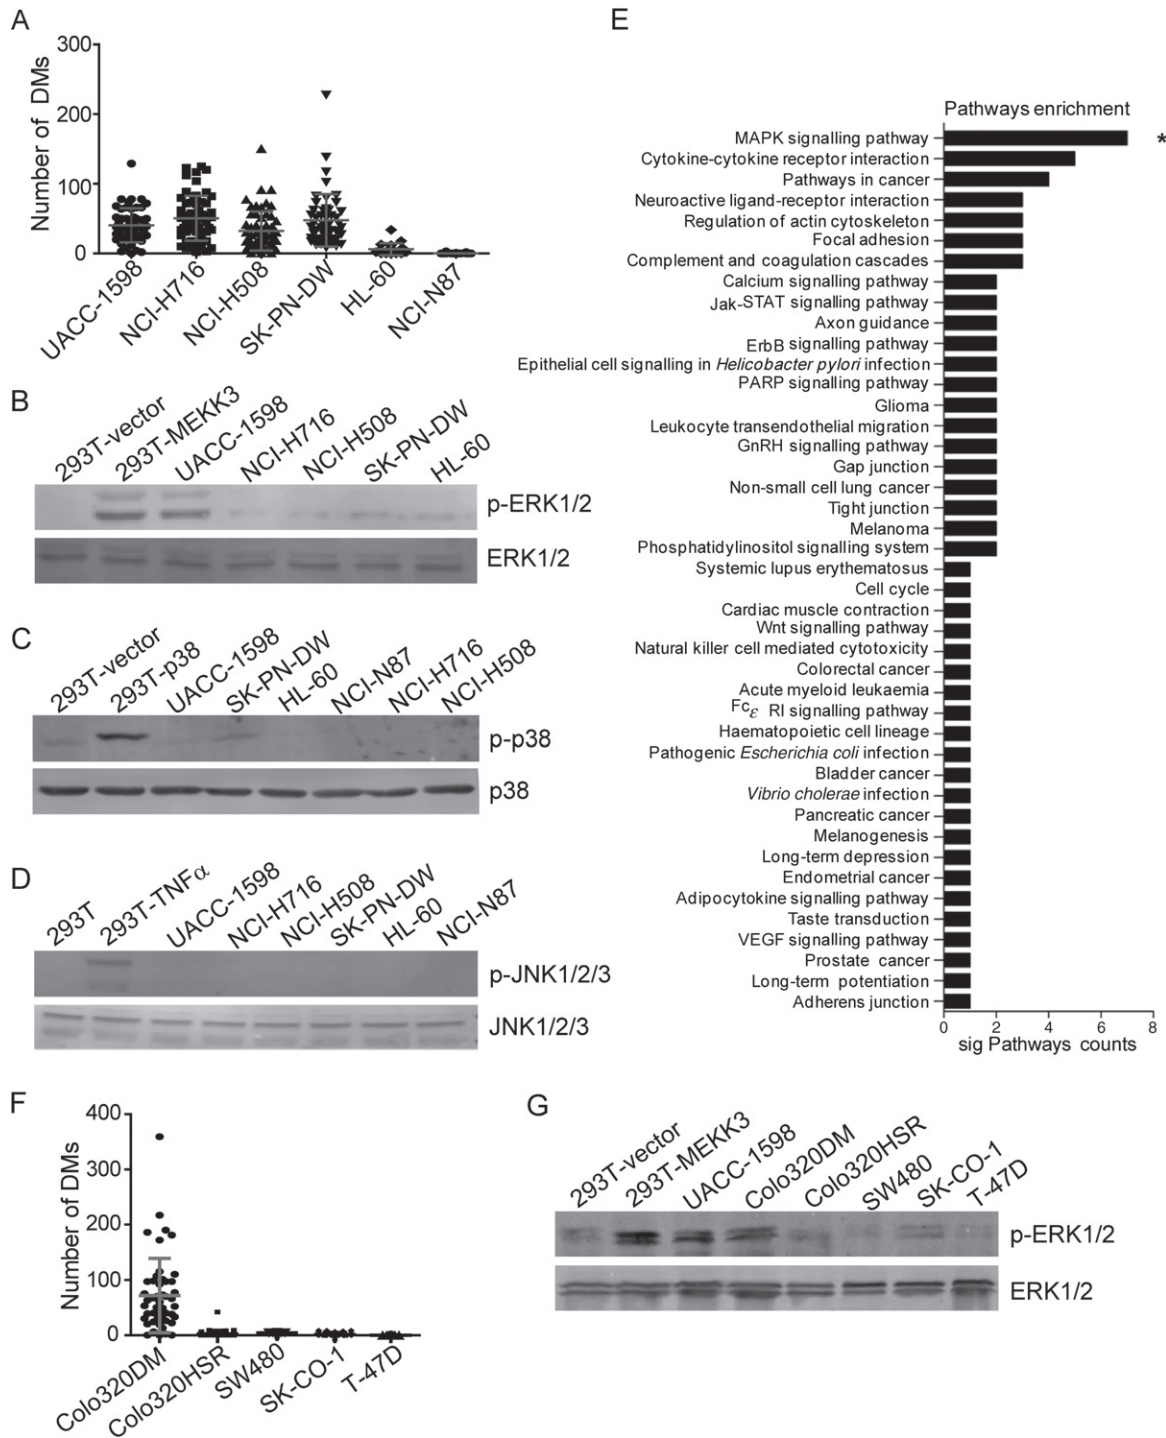 A
Number of DMs
300
200
100
0
UACC-1598
NCI-H716
NCI-H508
SK-PN-DW
HL-60
NCI-N87
B
293T-vector
293T-MEKK3
UACC-1598
NCI-H716
NCI-H508
SK-PN-DW
HL-60
p-ERK1/2
ERK1/2
C
293T-vector
293T-p38
UACC-1598
SK-PN-DW
HL-60
NCI-N87
NCI-H716
NCI-H508
p-p38
p38
D
293T
293T-TNFα
UACC-1598
NCI-H716
NCI-H508
SK-PN-DW
HL-60
NCI-N87
p-JNK1/2/3
JNK1/2/3
E
Pathways enrichment
MAPK signalling pathway *
Cytokine-cytokine receptor interaction
Pathways in cancer
Neuroactive ligand-receptor interaction
Regulation of actin cytoskeleton
Focal adhesion
Complement and coagulation cascades
Calcium signalling pathway
Jak-STAT signalling pathway
Axon guidance
ErbB signalling pathway
Epithelial cell signalling in Helicobacter pylori infection
PARP signalling pathway
Glioma
Leukocyte transendothelial migration
GnRH signalling pathway
Gap junction
Non-small cell lung cancer
Tight junction
Melanoma
Phosphatidylinositol signalling system
Systemic lupus erythematosus
Cell cycle
Cardiac muscle contraction
Wnt signalling pathway
Natural killer cell mediated cytotoxicity
Colorectal cancer
Acute myeloid leukaemia
Fcε RI signalling pathway
Haematopoietic cell lineage
Pathogenic Escherichia coli infection
Bladder cancer
Vibrio cholerae infection
Pancreatic cancer
Melanogenesis
Long-term depression
Endometrial cancer
Adipocytokine signalling pathway
Taste transduction
VEGF signalling pathway
Prostate cancer
Long-term potentiation
Adherens junction
0 2 4 6 8
sig Pathways counts
F
Number of DMs
400
300
200
100
0
Colo320DM
Colo320HSR
SW480
SK-CO-1
T-47D
G
293T-vector
293T-MEKK3
UACC-1598
Colo320DM
Colo320HSR
SW480
SK-CO-1
T-47D
p-ERK1/2
ERK1/2